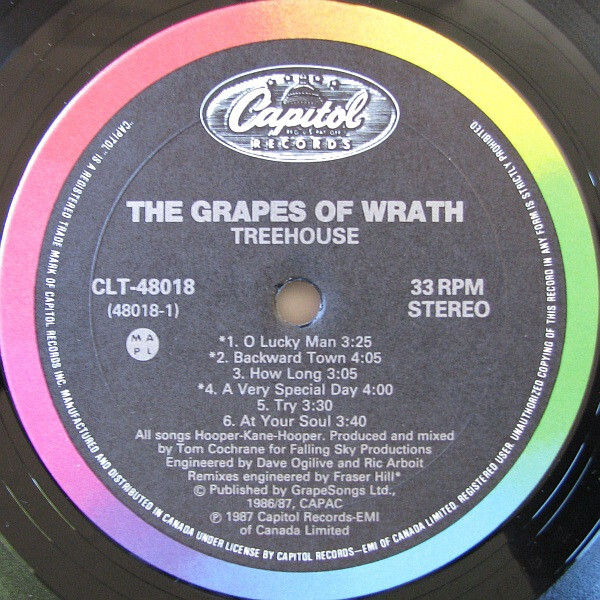 Capitol
RECORDS
THE GRAPES OF WRATH
TREEHOUSE
CLT-48018
(48018-1)
33 RPM
STEREO
M A
P L
*1. O Lucky Man 3:25
*2. Backward Town 4:05
3. How Long 3:05
*4. A Very Special Day 4:00
5. Try 3:30
6. At Your Soul 3:40
All songs Hooper-Kane-Hooper. Produced and mixed
by Tom Cochrane for Falling Sky Productions
Engineered by Dave Ogilive and Ric Arboit
Remixes engineered by Fraser Hill*
© Published by GrapeSongs Ltd.,
1986/87, CAPAC
℗ 1987 Capitol Records-EMI
of Canada Limited
"CAPITOL" IS A REGISTERED TRADE MARK OF CAPITOL RECORDS INC. MANUFACTURED AND DISTRIBUTED IN CANADA UNDER LICENSE BY CAPITOL RECORDS—EMI OF CANADA LIMITED. REGISTERED USER. UNAUTHORIZED COPYING OF THIS RECORD IN ANY FORM IS STRICTLY PROHIBITED.